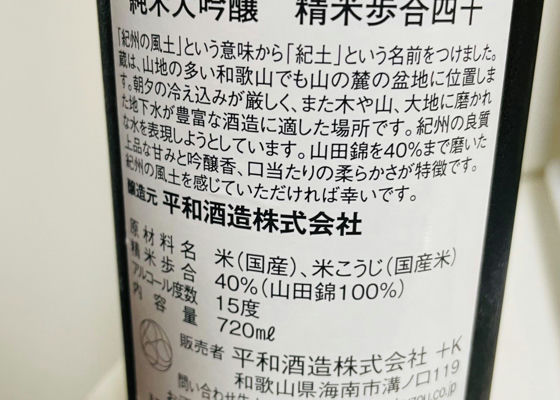 純米大吟醸 精米歩合四十
「紀州の風土」という意味から「紀土」という名前をつけました。
蔵は、山地の多い和歌山でも山の麓の盆地に位置しま
す。朝夕の冷え込みが厳しく、また木や山、大地に磨かれ
た地下水が豊富な酒造に適した場所です。紀州の良質
な水を表現しようとしています。山田錦を40%まで磨いた
上品な甘みと吟醸香、口当たりの柔らかさが特徴です。
紀州の風土を感じていただければ幸いです。
醸造元 平和酒造株式会社
原材料名 米(国産)、米こうじ(国産米)
精米歩合 40%(山田錦100%)
アルコール度数 15度
内容量 720mℓ
販売者 平和酒造株式会社 +K
和歌山県海南市溝ノ口119
問い合わせ先